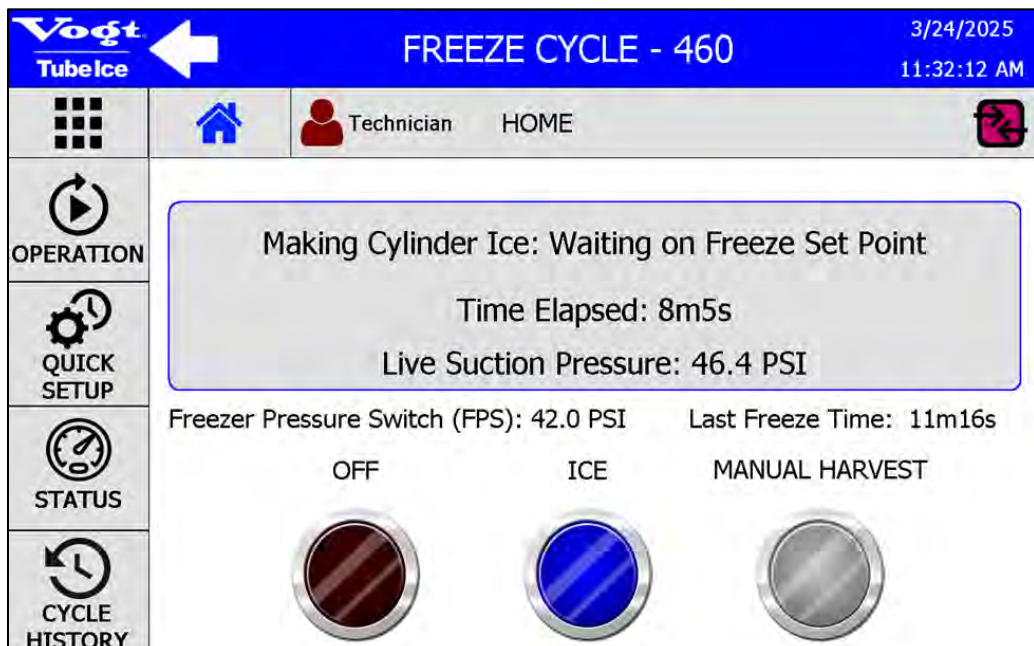 Vogt
TubeIce
FREEZE CYCLE - 460
3/24/2025
11:32:12 AM
Technician
HOME
OPERATION
Making Cylinder Ice: Waiting on Freeze Set Point
Time Elapsed: 8m5s
Live Suction Pressure: 46.4 PSI
QUICK
SETUP
Freezer Pressure Switch (FPS): 42.0 PSI
Last Freeze Time: 11m16s
STATUS
OFF
ICE
MANUAL HARVEST
CYCLE
HISTORY